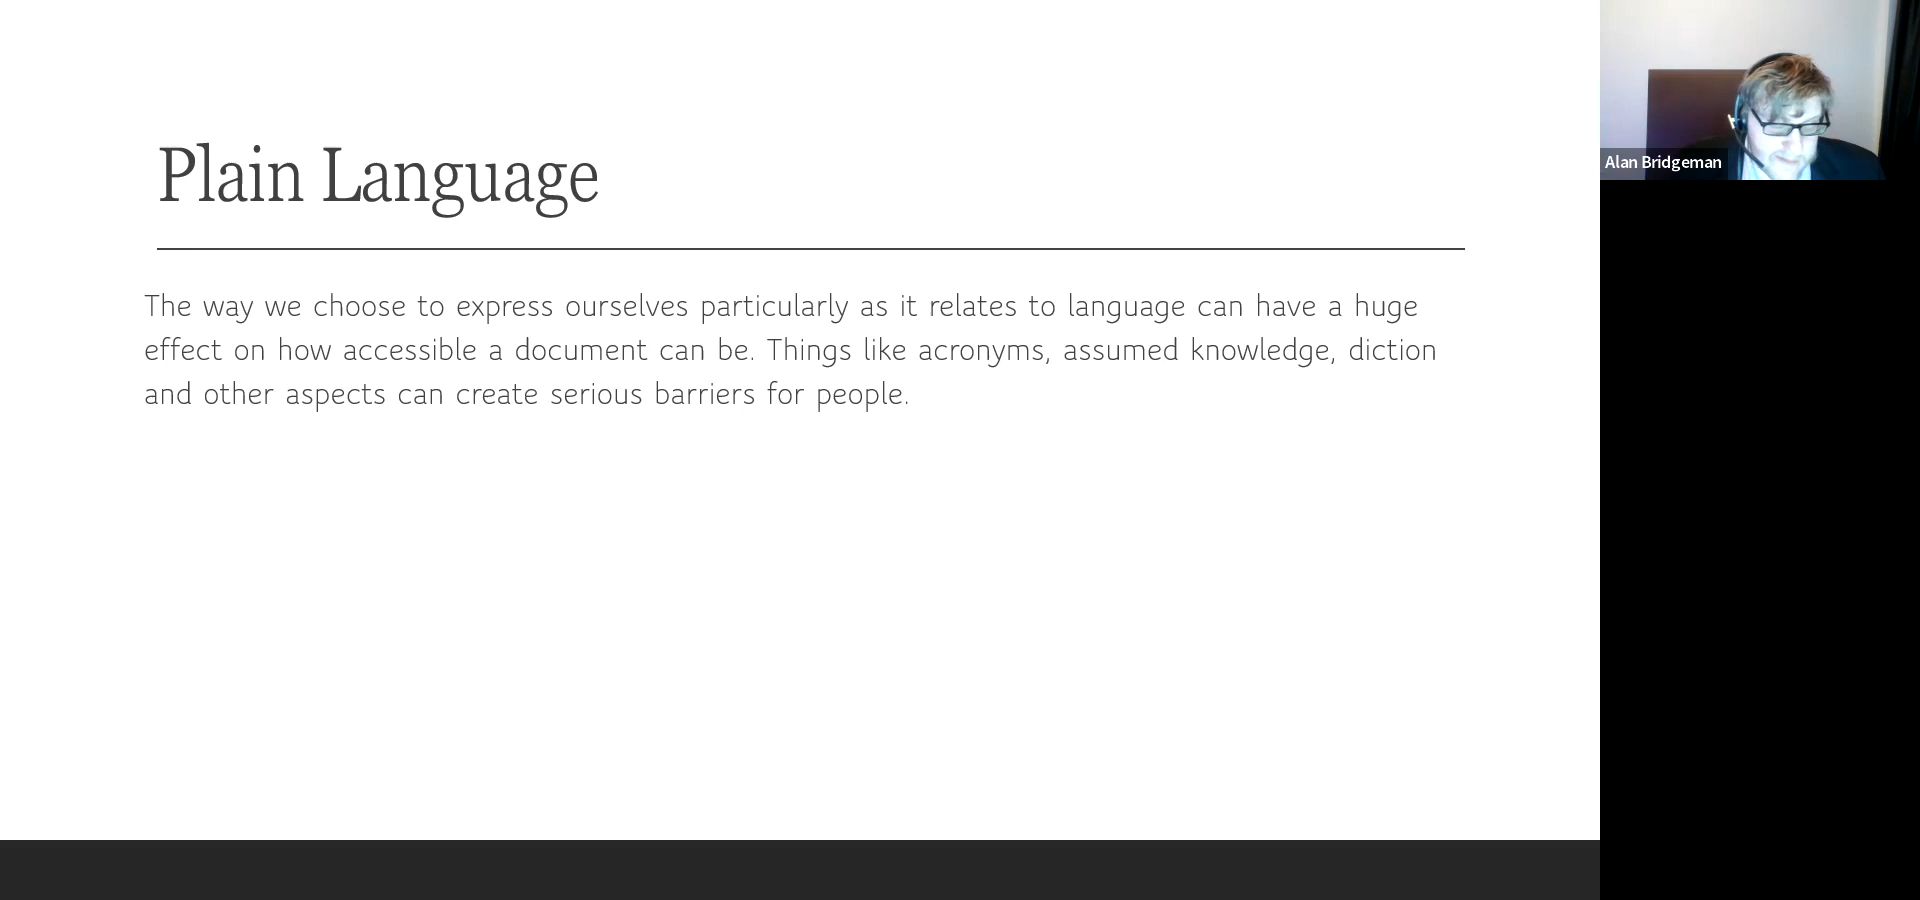 Plain Language
The way we choose to express ourselves particularly as it relates to language can have a huge
effect on how accessible a document can be. Things like acronyms, assumed knowledge, diction
and other aspects can create serious barriers for people.
Alan Bridgeman